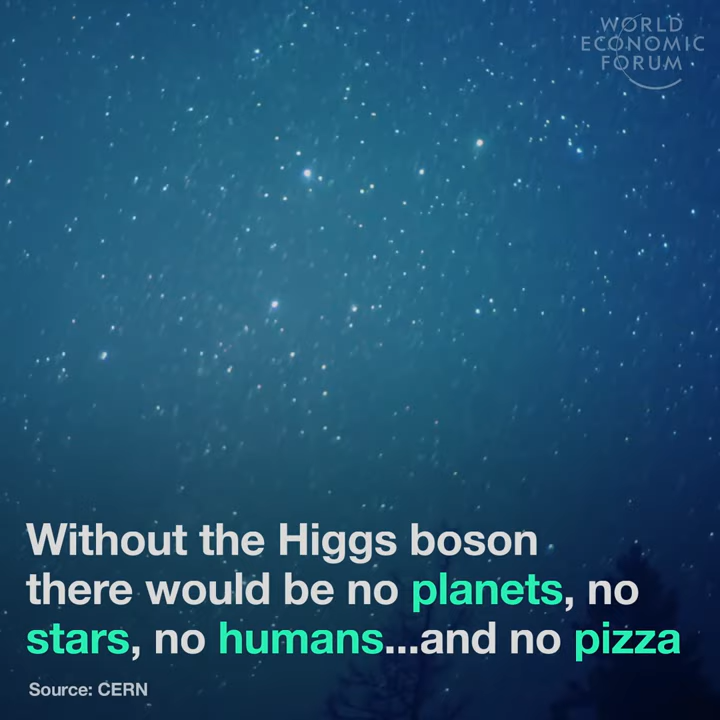 WORLD
ECONOMIC
FORUM
Without the Higgs boson
there would be no planets, no
stars, no humans...and no pizza
Source: CERN